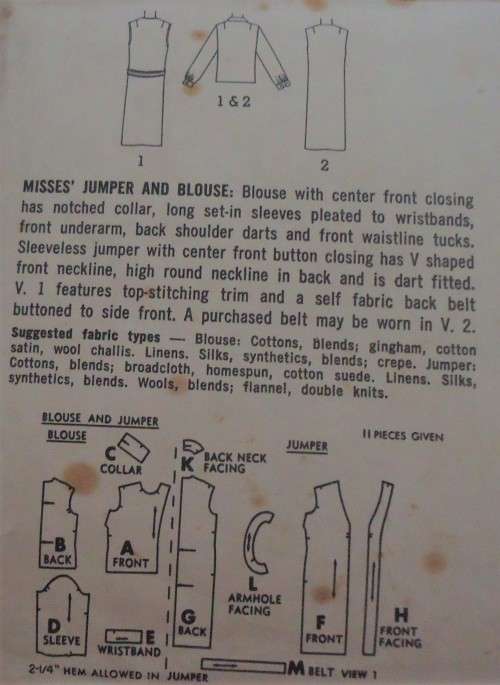 1
1 & 2
2
MISSES' JUMPER AND BLOUSE: Blouse with center front closing
has notched collar, long set-in sleeves pleated to wristbands,
front underarm, back shoulder darts and front waistline tucks.
Sleeveless jumper with center front button closing has V shaped
front neckline, high round neckline in back and is dart fitted.
V. 1 features top-stitching trim and a self fabric back belt
buttoned to side front. A purchased belt may be worn in V. 2.
Suggested fabric types — Blouse: Cottons, Blends; gingham, cotton
satin, wool challis. Linens. Silks, synthetics, blends; crepe. Jumper:
Cottons, blends; broadcloth, homespun, cotton suede. Linens. Silks,
synthetics, blends. Wools, blends; flannel, double knits.
BLOUSE AND JUMPER
BLOUSE
JUMPER
11 PIECES GIVEN
C
COLLAR
K BACK NECK
FACING
B
BACK
A
FRONT
D
SLEEVE
E
WRISTBAND
G
BACK
L
ARMHOLE
FACING
F
FRONT
H
FRONT
FACING
2-1/4" HEM ALLOWED IN JUMPER
M BELT VIEW 1